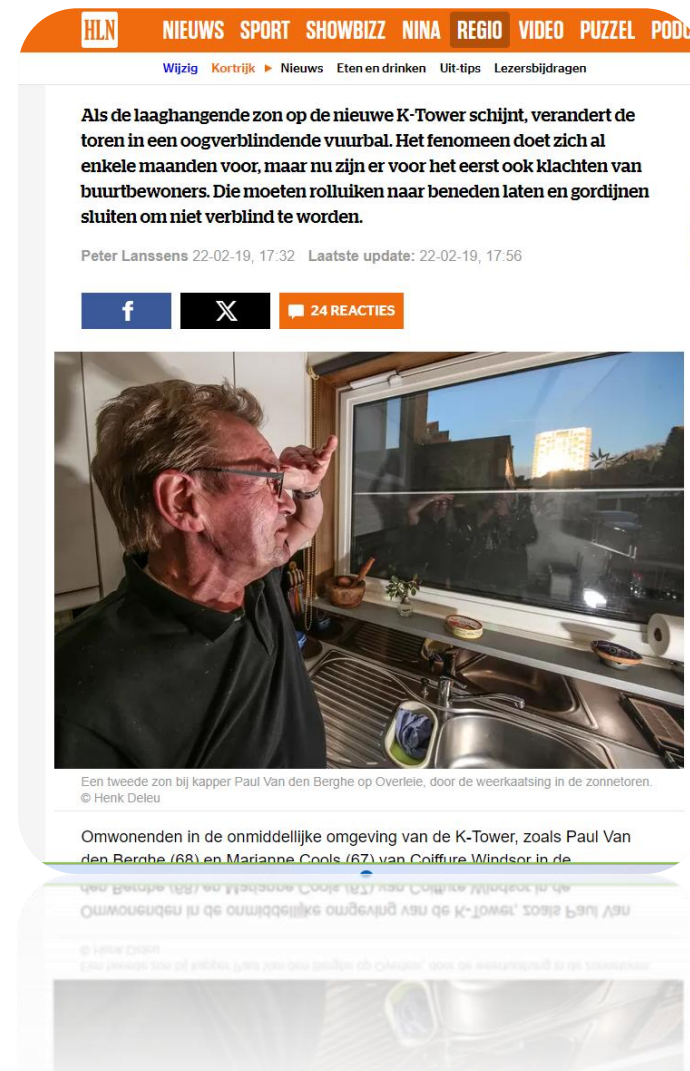 HLN NIEUWS SPORT SHOWBIZZ NINA REGIO VIDEO PUZZEL
Wijzig Kortrijk ▸ Nieuws Eten en drinken Uit-tips Lezersbijdragen
Als de laaghangende zon op de nieuwe K-Tower schijnt, verandert de
toren in een oogverblindende vuurbal. Het fenomeen doet zich al
enkele maanden voor, maar nu zijn er voor het eerst ook klachten van
buurtbewoners. Die moeten rolluiken naar beneden laten en gordijnen
sluiten om niet verblind te worden.
Peter Lanssens 22-02-19, 17:32 Laatste update: 22-02-19, 17:56
f X 24 REACTIES
Een tweede zon bij kapper Paul Van den Berghe op Overleie, door de weerkaatsing in de zonnetoren.
© Henk Deleu
Omwonenden in de onmiddellijke omgeving van de K-Tower, zoals Paul Van
den Berghe (68) en Marianne Cools (67) van Coiffure Windsor in de